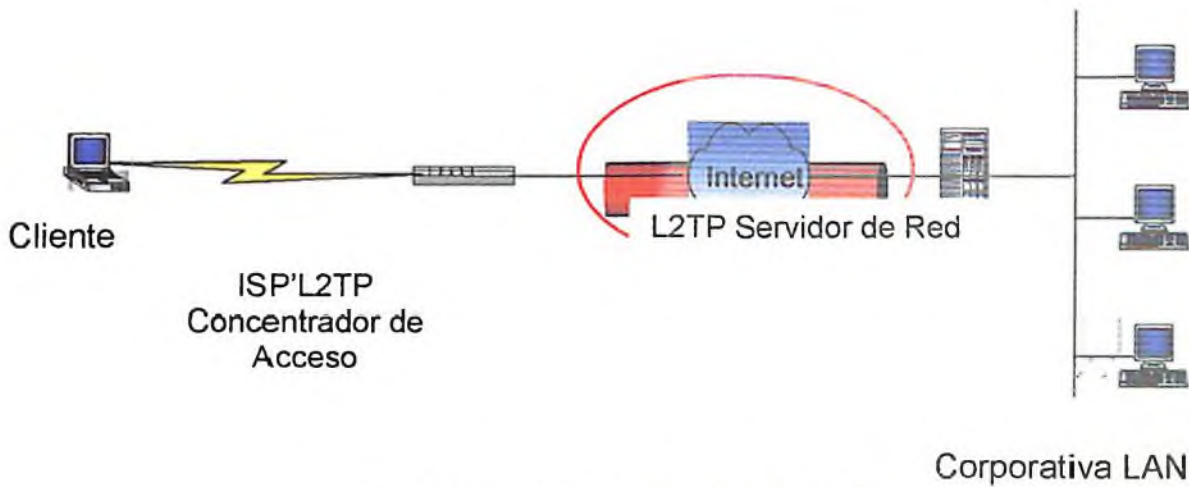 Internet
L2TP Servidor de Red
Cliente
ISP'L2TP
Concentrador de
Acceso
Corporativa LAN